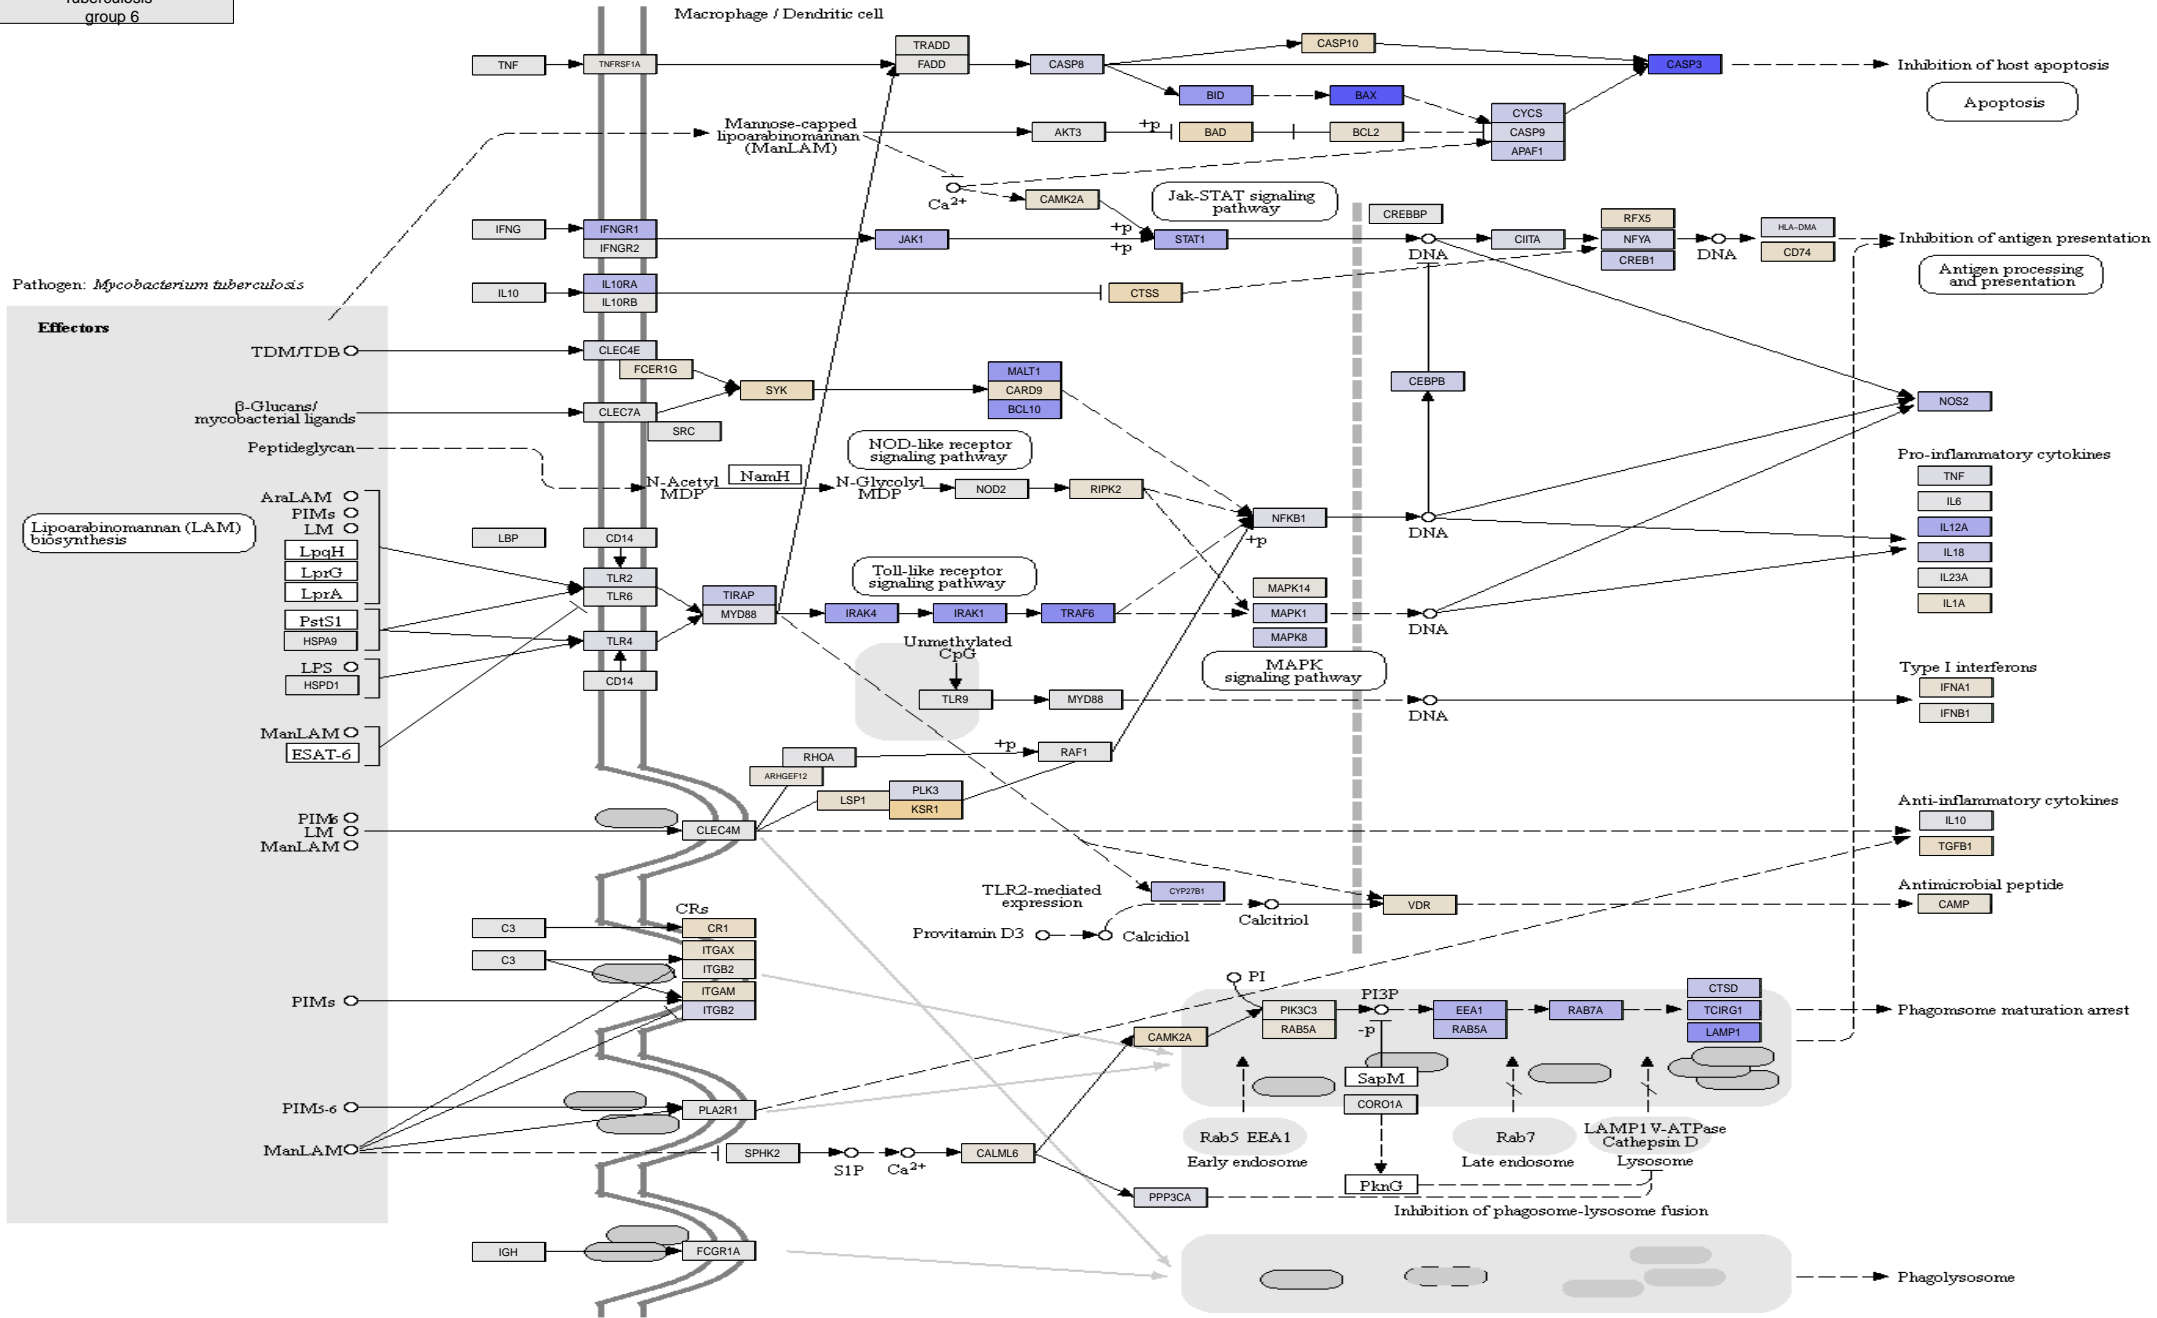 Tuberculosis
group 6
Macrophage / Dendritic cell
TNF
TNFRSF1A
TRADD
FADD
CASP8
CASP10
CASP3
Inhibition of host apoptosis
Apoptosis
BID
BAX
CYCS
CASP9
APAF1
Mannose-capped
lipoarabinomannan
(ManLAM)
AKT3
+p
BAD
BCL2
Ca2+
CAMK2A
Jak-STAT signaling
pathway
IFNG
IFNGR1
IFNGR2
JAK1
+p
+p
STAT1
CREBBP
DNA
CIITA
RFX5
NFYA
CREB1
DNA
HLA-DMA
CD74
Inhibition of antigen presentation
Antigen processing
and presentation
IL10
IL10RA
IL10RB
CTSS
Pathogen: Mycobacterium tuberculosis
Effectors
TDM/TDB
CLEC4E
FCER1G
SYK
MALT1
CARD9
BCL10
CEBPB
NOS2
β-Glucans/
mycobacterial ligands
CLEC7A
SRC
Peptideglycan
NOD-like receptor
signaling pathway
N-Acetyl
MDP
NamH
N-Glycolyl
MDP
NOD2
RIPK2
NFKB1
+p
DNA
Pro-inflammatory cytokines
TNF
IL6
IL12A
IL18
IL23A
IL1A
AraLAM
PIMs
LM
LpqH
LprG
LprA
PstS1
HSPA9
LPS
HSPD1
Lipoarabinomannan (LAM)
biosynthesis
LBP
CD14
TLR2
TLR6
TLR4
CD14
TIRAP
MYD88
Toll-like receptor
signaling pathway
IRAK4
IRAK1
TRAF6
MAPK14
MAPK1
MAPK8
DNA
MAPK
signaling pathway
Unmethylated
CpG
TLR9
MYD88
DNA
Type I interferons
IFNA1
IFNB1
ManLAM
ESAT-6
RHOA
ARHGEF12
+p
RAF1
LSP1
PLK3
KSR1
PIMs
LM
ManLAM
CLEC4M
Anti-inflammatory cytokines
IL10
TGFB1
TLR2-mediated
expression
CYP27B1
Calcitriol
Provitamin D3
Calcidiol
VDR
Antimicrobial peptide
CAMP
CRs
C3
CR1
C3
ITGAX
ITGB2
PIMs
ITGAM
ITGB2
PI
PIK3C3
RAB5A
PI3P
-p
EEA1
RAB5A
RAB7A
CTSD
TCIRG1
LAMP1
Phagomsome maturation arrest
CAMK2A
SapM
CORO1A
PIMs-6
PLA2R1
Rab5 EEA1
Early endosome
Rab7
Late endosome
LAMP1 V-ATPase
Cathepsin D
Lysosome
ManLAM
SPHK2
S1P
Ca2+
CALML6
PPP3CA
PknG
Inhibition of phagosome-lysosome fusion
IGH
FCGR1A
Phagolysosome